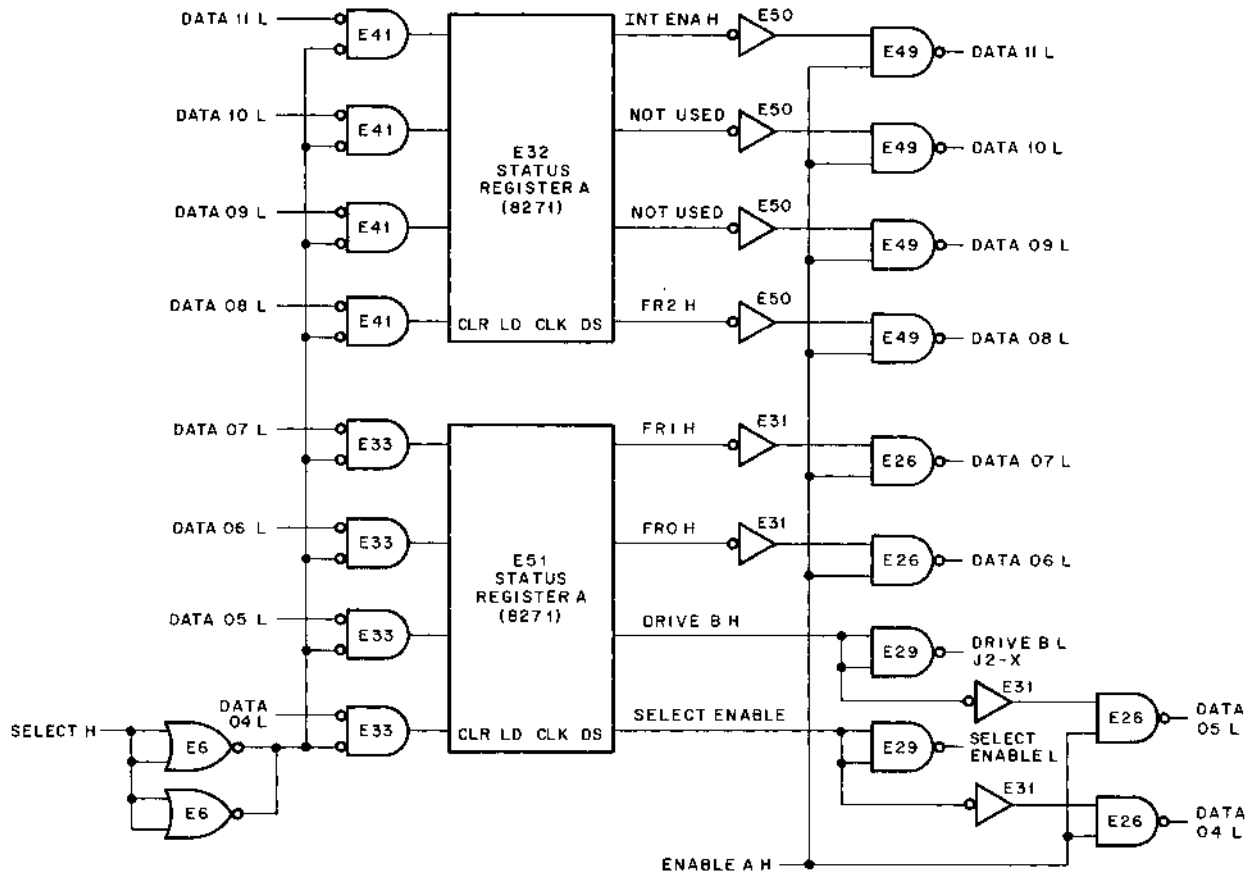 DATA 11 L
E41
INT ENA H
E50
E49
DATA 11 L
DATA 10 L
E41
NOT USED
E50
E49
DATA 10 L
E32
STATUS
REGISTER A
(8271)
DATA 09 L
E41
NOT USED
E50
E49
DATA 09 L
DATA 08 L
E41
CLR LD CLK DS
FR2 H
E50
E49
DATA 08 L
DATA 07 L
E33
FR1 H
E31
E26
DATA 07 L
DATA 06 L
E33
FR0 H
E31
E26
DATA 06 L
E51
STATUS
REGISTER A
(8271)
DATA 05 L
E33
DRIVE B H
E29
DRIVE B L
J2-X
E31
E26
DATA
05 L
SELECT H
E6
E6
DATA
04 L
E33
CLR LD CLK DS
SELECT ENABLE
E29
SELECT
ENABLE L
E31
E26
DATA
04 L
ENABLE A H